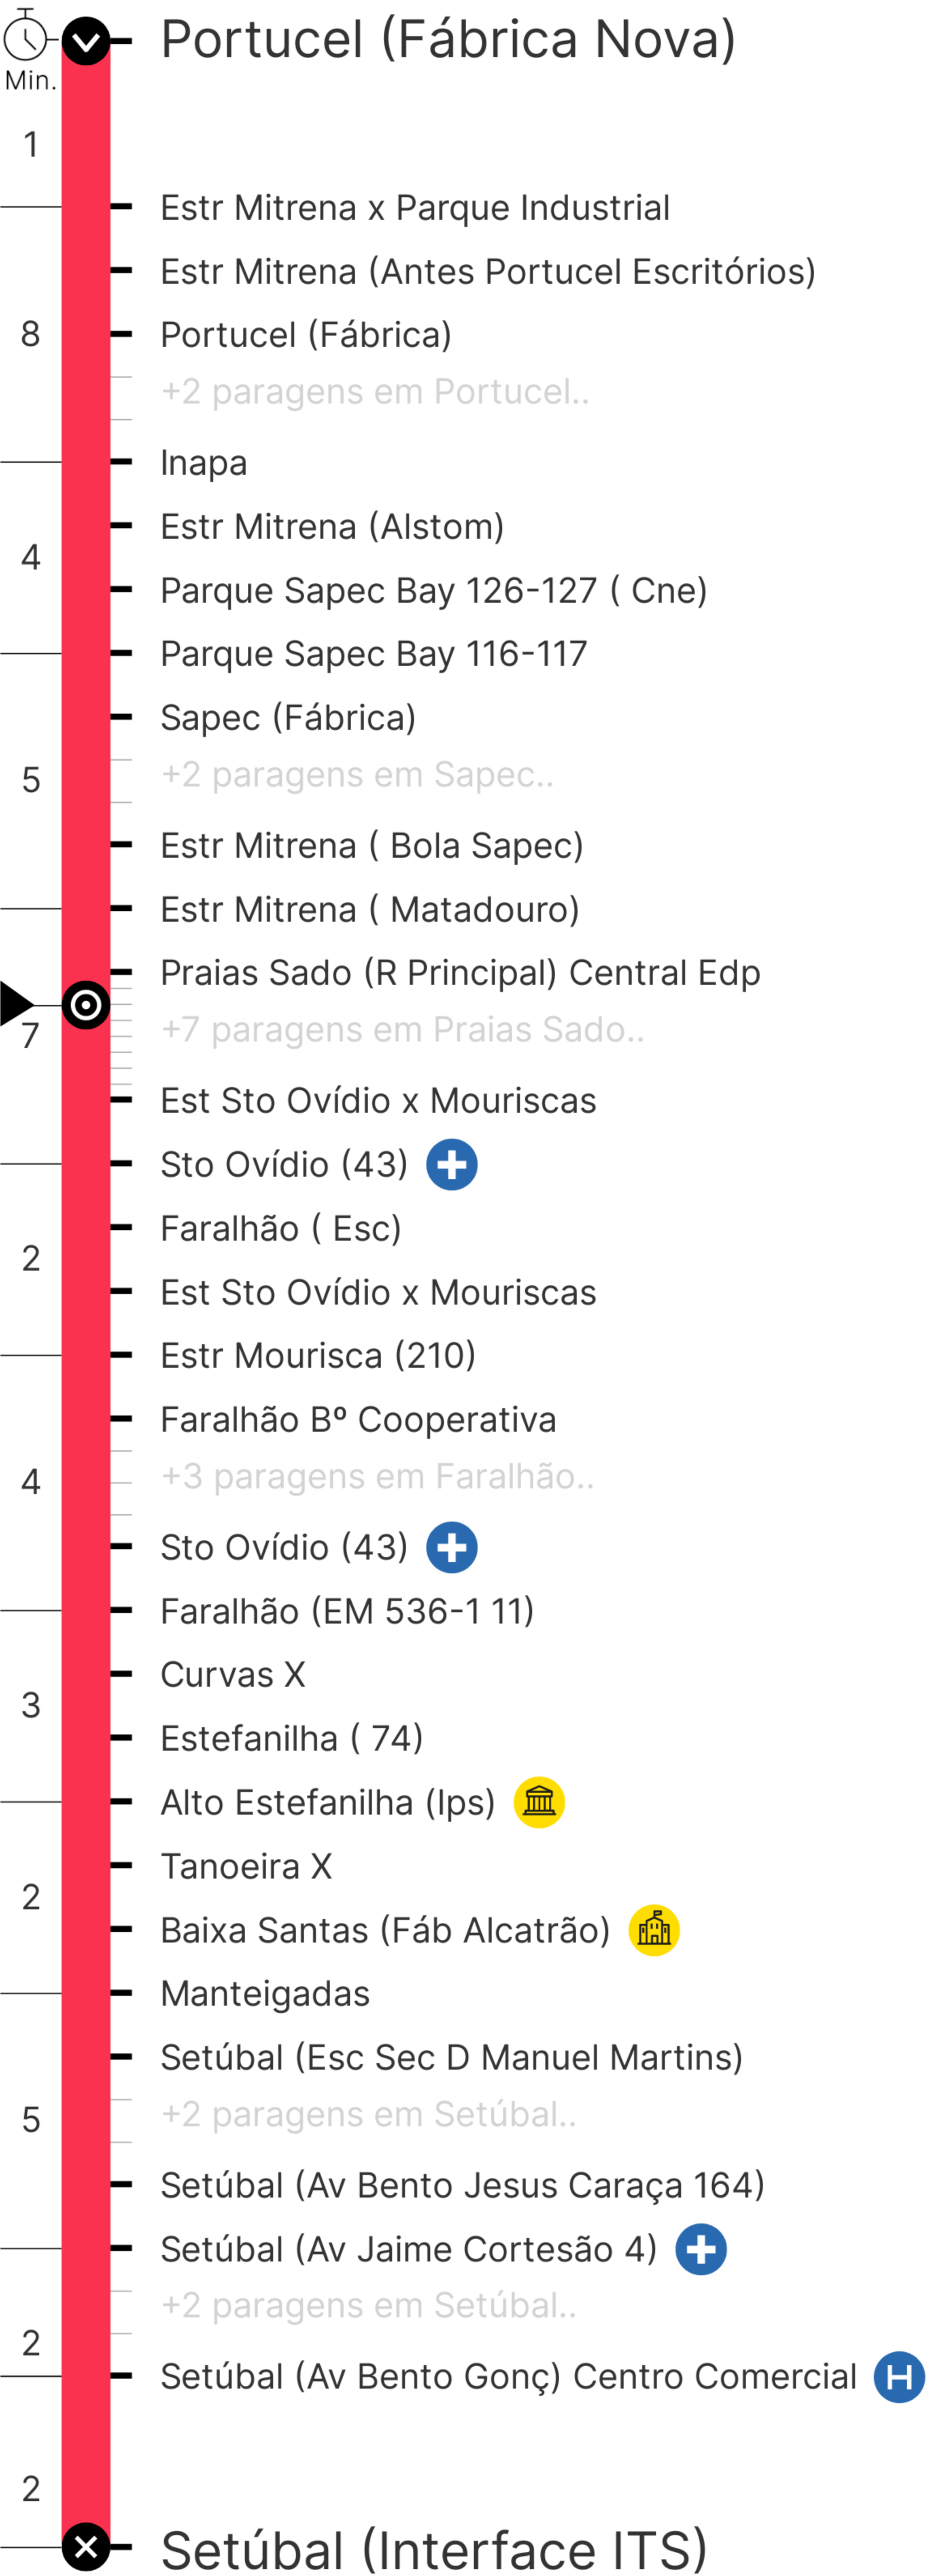 Portucel (Fábrica Nova)
Min.
1
Estr Mitrena x Parque Industrial
Estr Mitrena (Antes Portucel Escritórios)
8
Portucel (Fábrica)
+2 paragens em Portucel..
Inapa
Estr Mitrena (Alstom)
4
Parque Sapec Bay 126-127 ( Cne)
Parque Sapec Bay 116-117
Sapec (Fábrica)
5
+2 paragens em Sapec..
Estr Mitrena ( Bola Sapec)
Estr Mitrena ( Matadouro)
Praias Sado (R Principal) Central Edp
7
+7 paragens em Praias Sado..
Est Sto Ovídio x Mouriscas
Sto Ovídio (43)
Faralhão ( Esc)
2
Est Sto Ovídio x Mouriscas
Estr Mourisca (210)
Faralhão Bº Cooperativa
4
+3 paragens em Faralhão..
Sto Ovídio (43)
Faralhão (EM 536-1 11)
Curvas X
3
Estefanilha ( 74)
Alto Estefanilha (Ips)
Tanoeira X
2
Baixa Santas (Fáb Alcatrão)
Manteigadas
Setúbal (Esc Sec D Manuel Martins)
5
+2 paragens em Setúbal..
Setúbal (Av Bento Jesus Caraça 164)
Setúbal (Av Jaime Cortesão 4)
+2 paragens em Setúbal..
2
Setúbal (Av Bento Gonç) Centro Comercial H
2
Setúbal (Interface ITS)